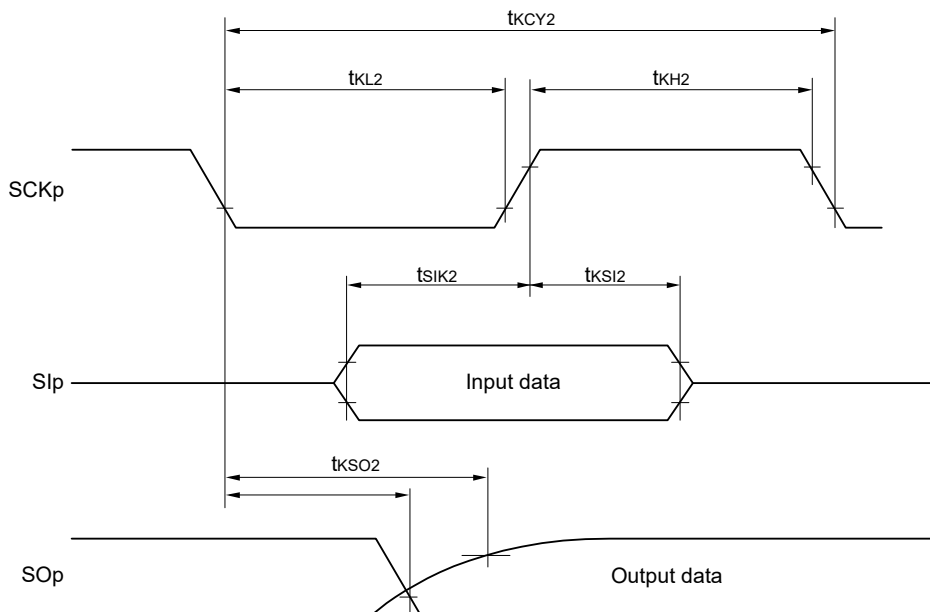 tKCY2
tKL2
tKH2
SCKp
tSIK2
tKSI2
SIp
Input data
tKSO2
SOp
Output data